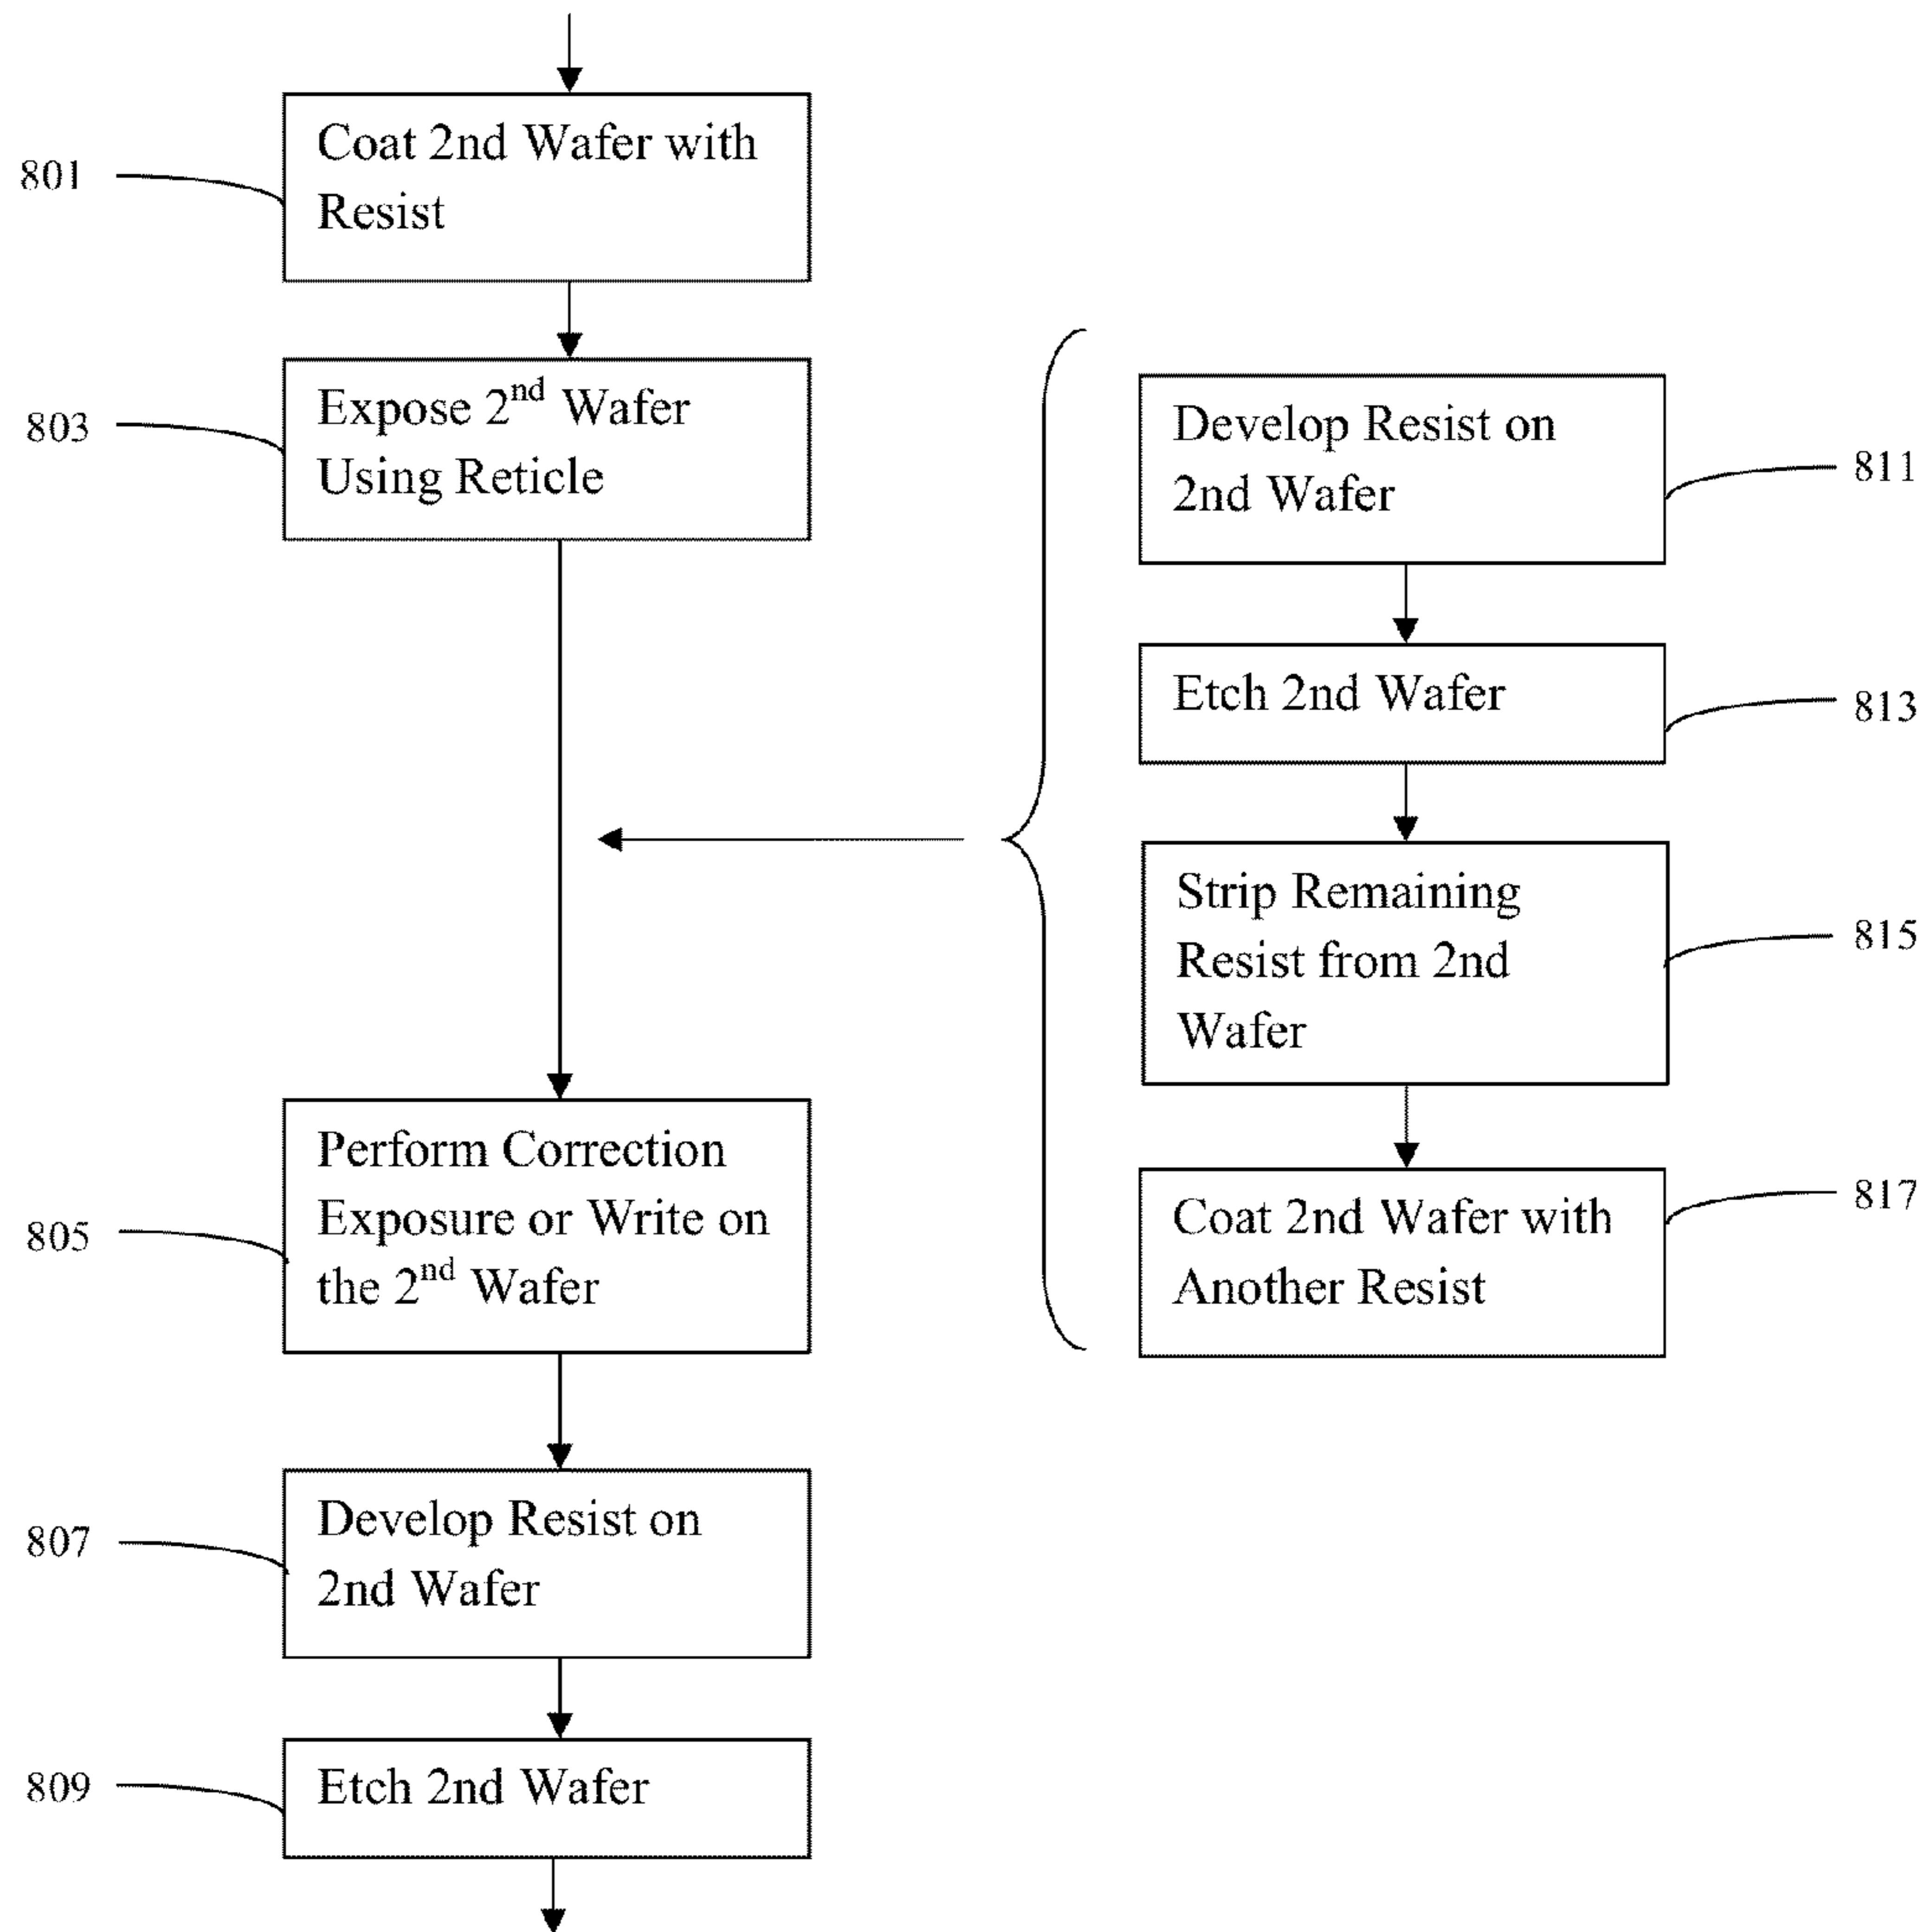 801
Coat 2nd Wafer with
Resist
803
Expose 2nd Wafer
Using Reticle
805
Perform Correction
Exposure or Write on
the 2nd Wafer
807
Develop Resist on
2nd Wafer
809
Etch 2nd Wafer
Develop Resist on
2nd Wafer
811
Etch 2nd Wafer
813
Strip Remaining
Resist from 2nd
Wafer
815
Coat 2nd Wafer with
Another Resist
817